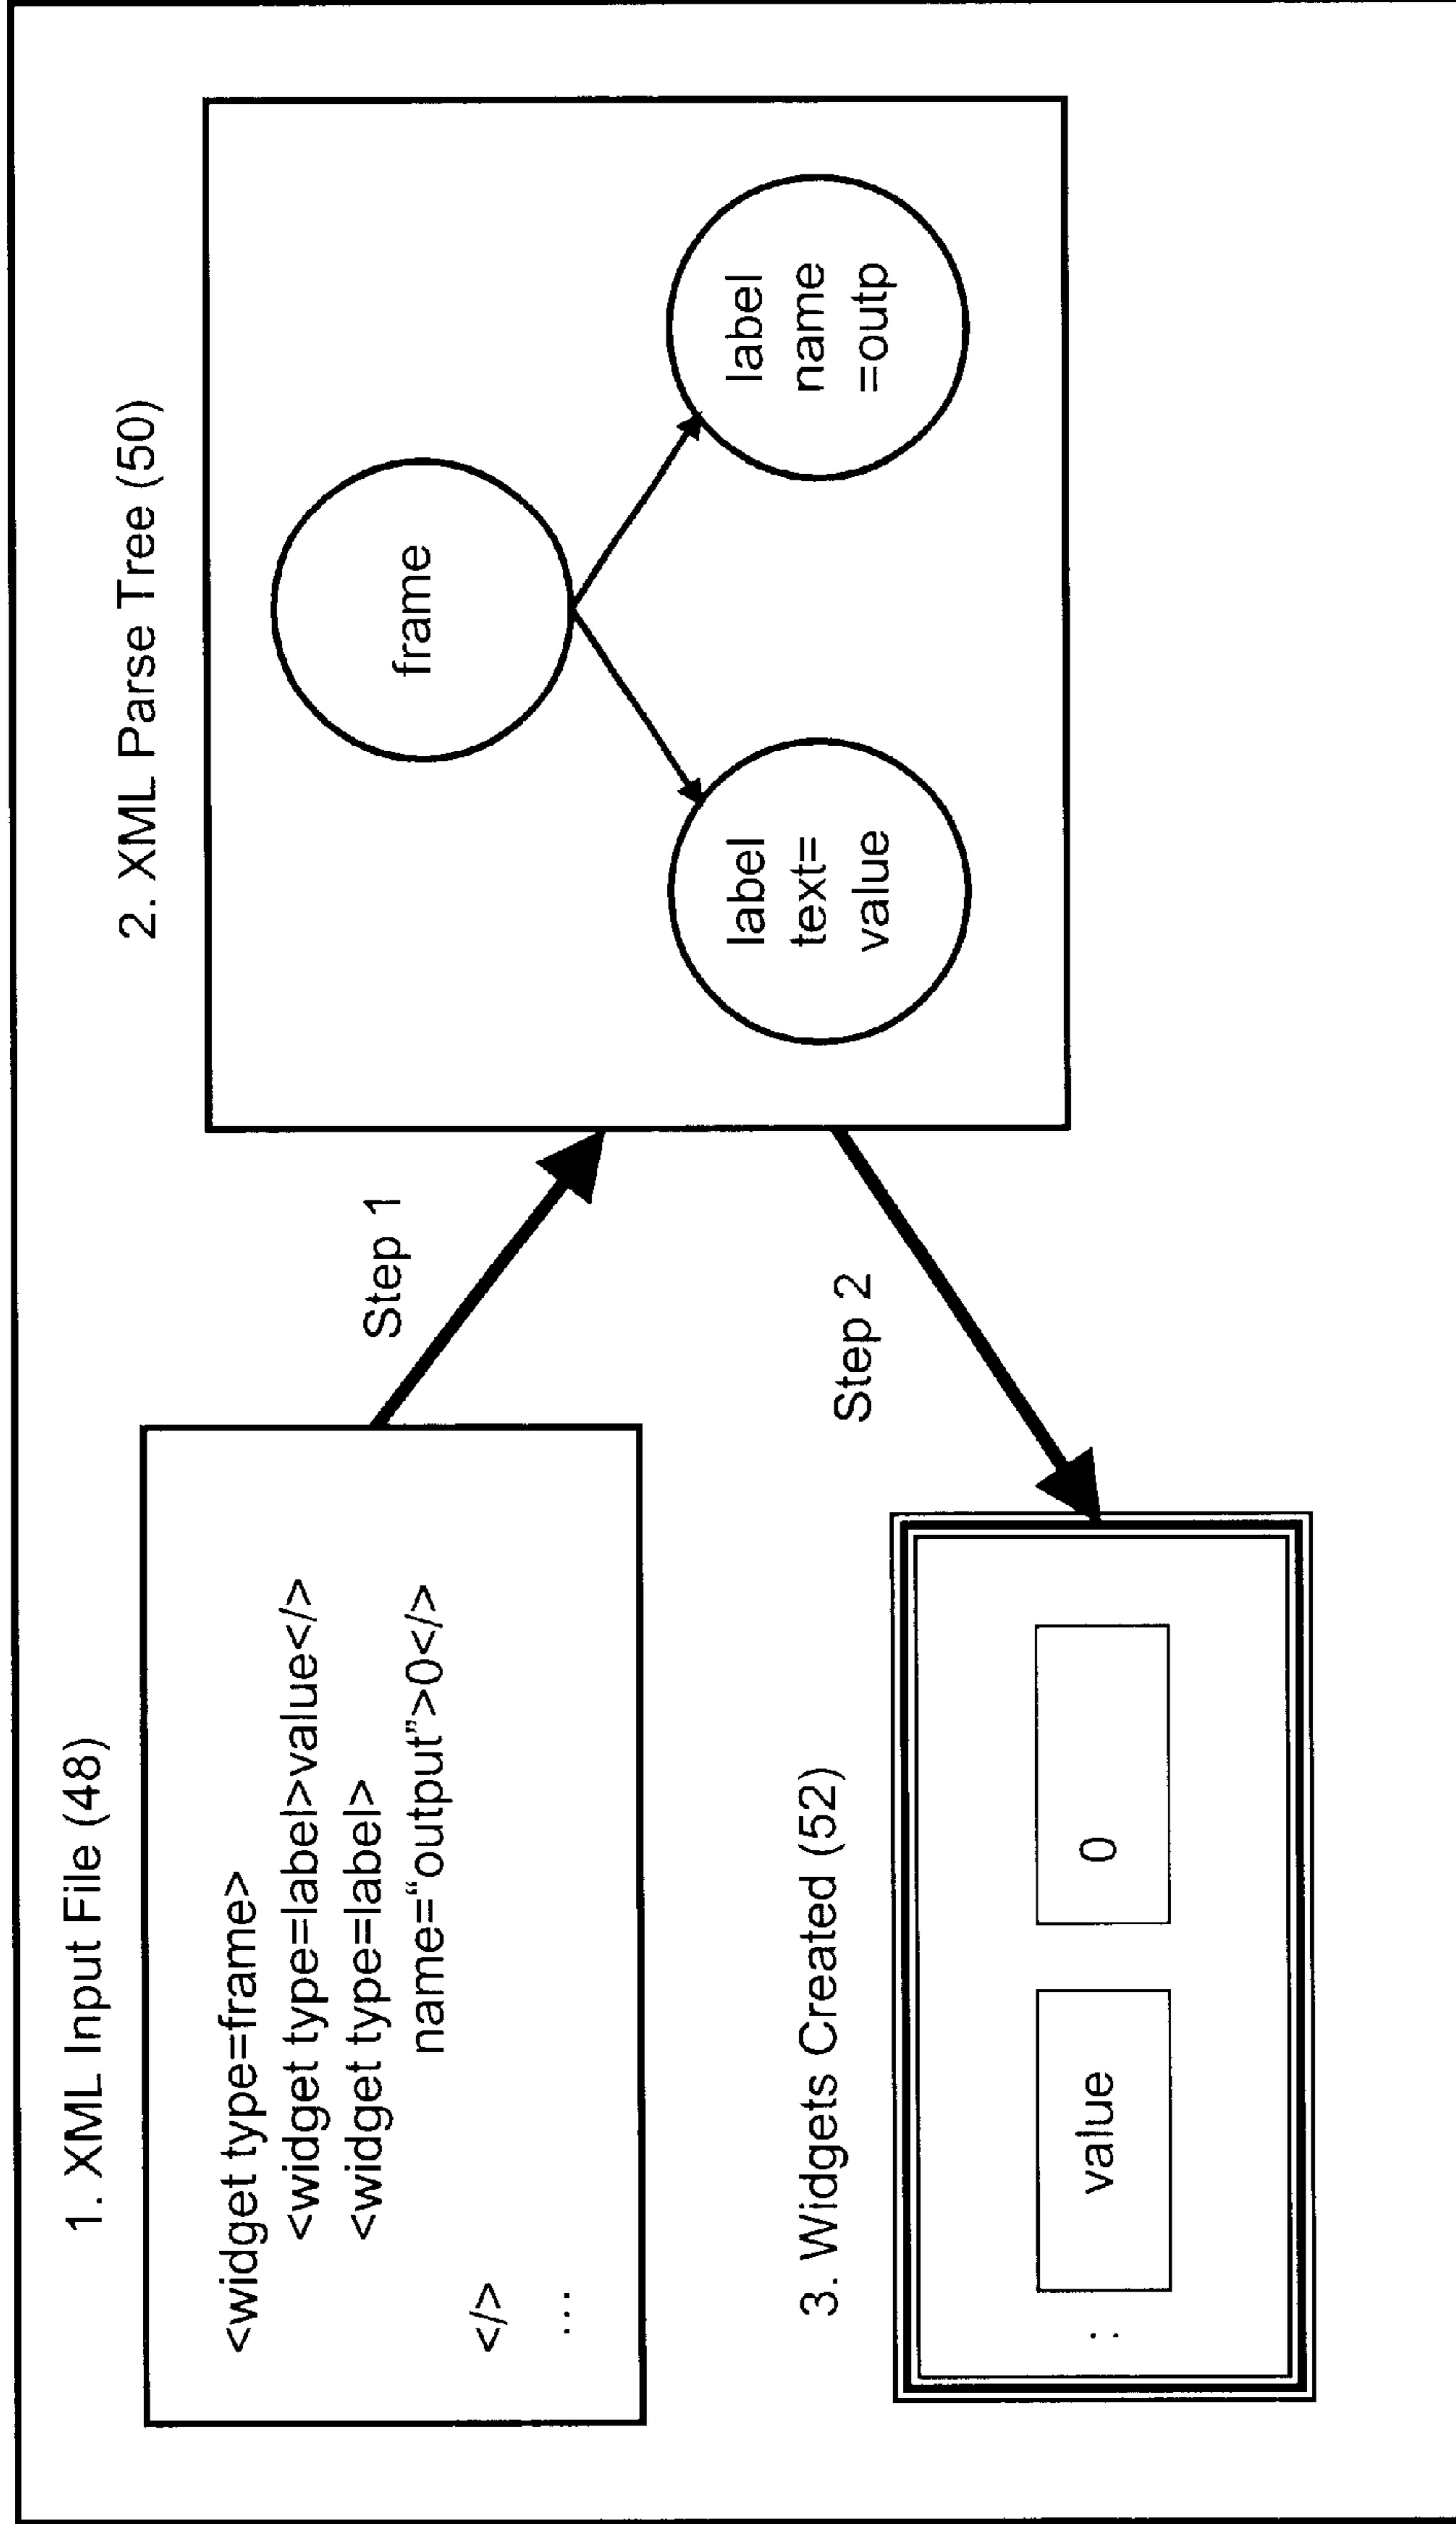 1. XML Input File (48)
<widget type=frame>
<widget type=label>value</>
<widget type=label>
name=“output”>0</>
</>
...
Step 1
2. XML Parse Tree (50)
frame
label
text=
value
label
name
=outp
Step 2
3. Widgets Created (52)
:
value
0